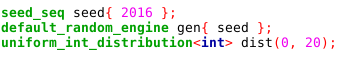 seed_seq seed{ 2016 };
default_random_engine gen{ seed };
uniform_int_distribution<int> dist(0, 20);